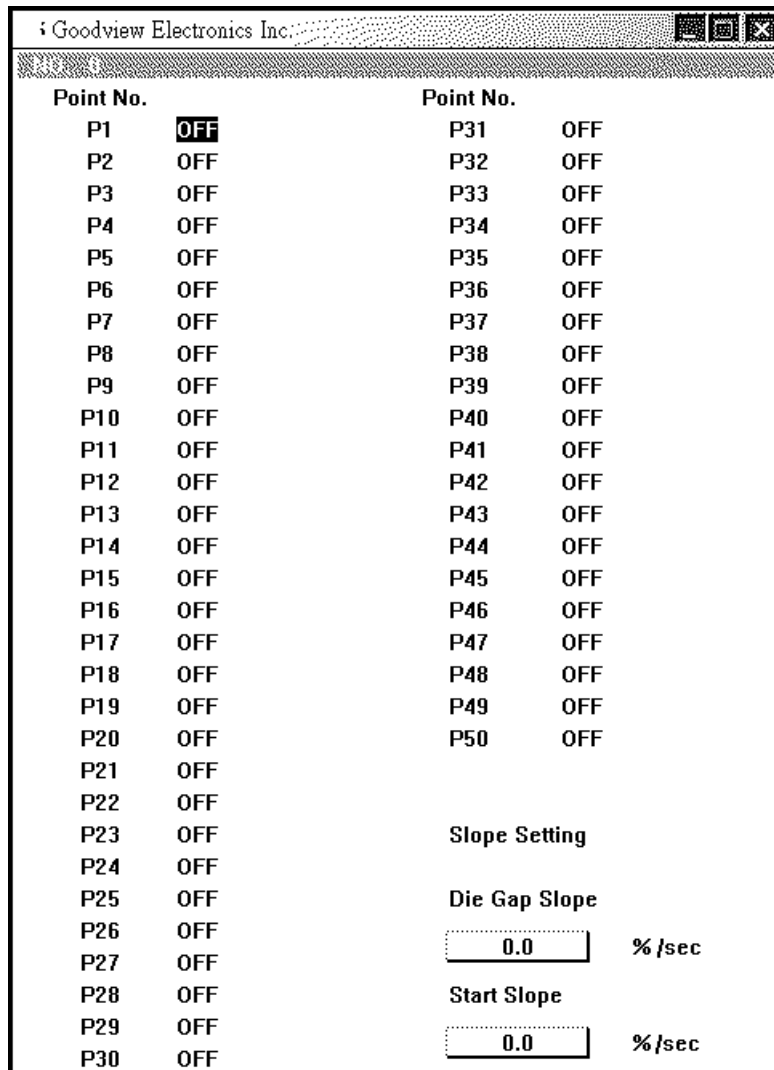 Goodview Electronics Inc.
NO. 0
Point No.
P1 OFF
P2 OFF
P3 OFF
P4 OFF
P5 OFF
P6 OFF
P7 OFF
P8 OFF
P9 OFF
P10 OFF
P11 OFF
P12 OFF
P13 OFF
P14 OFF
P15 OFF
P16 OFF
P17 OFF
P18 OFF
P19 OFF
P20 OFF
P21 OFF
P22 OFF
P23 OFF
P24 OFF
P25 OFF
P26 OFF
P27 OFF
P28 OFF
P29 OFF
P30 OFF
Point No.
P31 OFF
P32 OFF
P33 OFF
P34 OFF
P35 OFF
P36 OFF
P37 OFF
P38 OFF
P39 OFF
P40 OFF
P41 OFF
P42 OFF
P43 OFF
P44 OFF
P45 OFF
P46 OFF
P47 OFF
P48 OFF
P49 OFF
P50 OFF
Slope Setting
Die Gap Slope
0.0 %/sec
Start Slope
0.0 %/sec